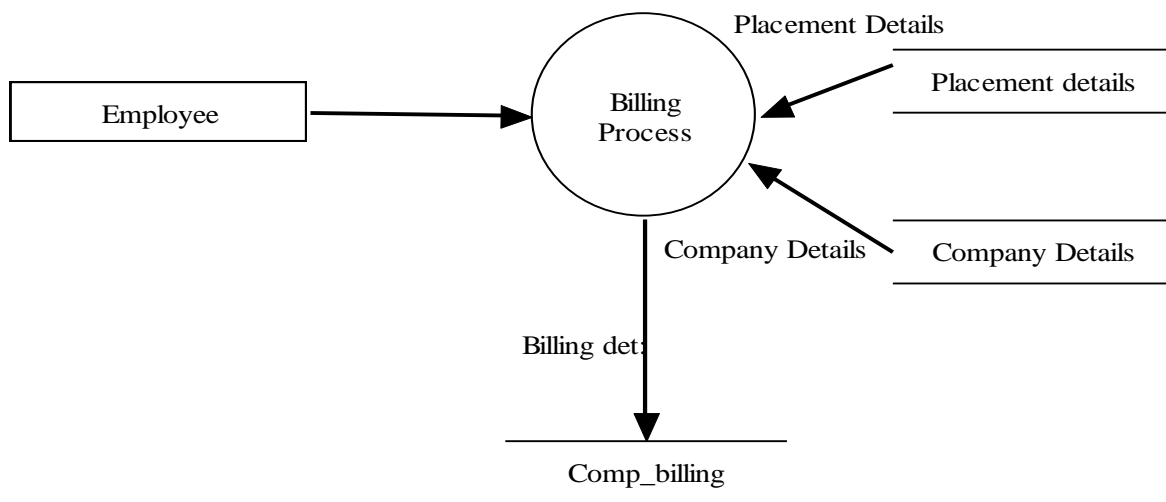 Placement Details
Employee
Billing
Process
Placement details
Company Details
Company Details
Billing det:
Comp_billing